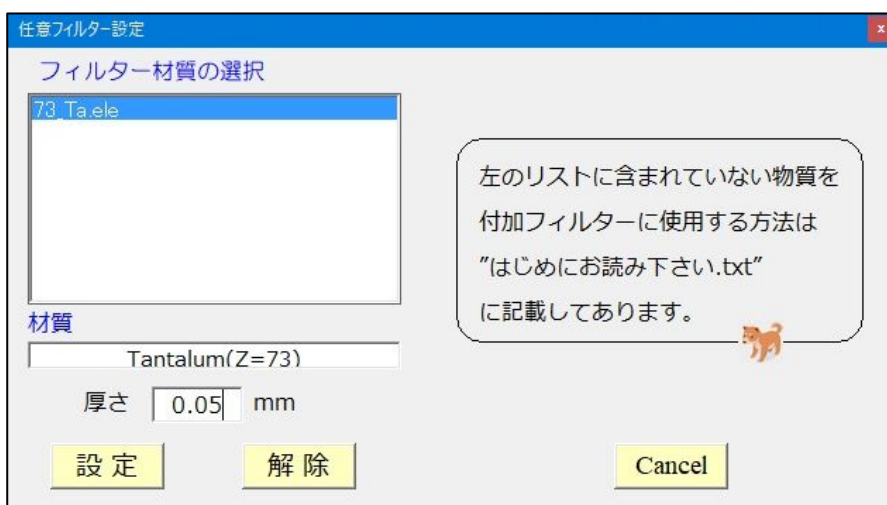 任意フィルター設定
x
フィルター材質の選択
73_Ta.ele
左のリストに含まれていない物質を
付加フィルターに使用する方法は
”はじめにお読み下さい.txt”
に記載してあります。
材質
Tantalum(Z=73)
厚さ 0.05 mm
設定 解除 Cancel